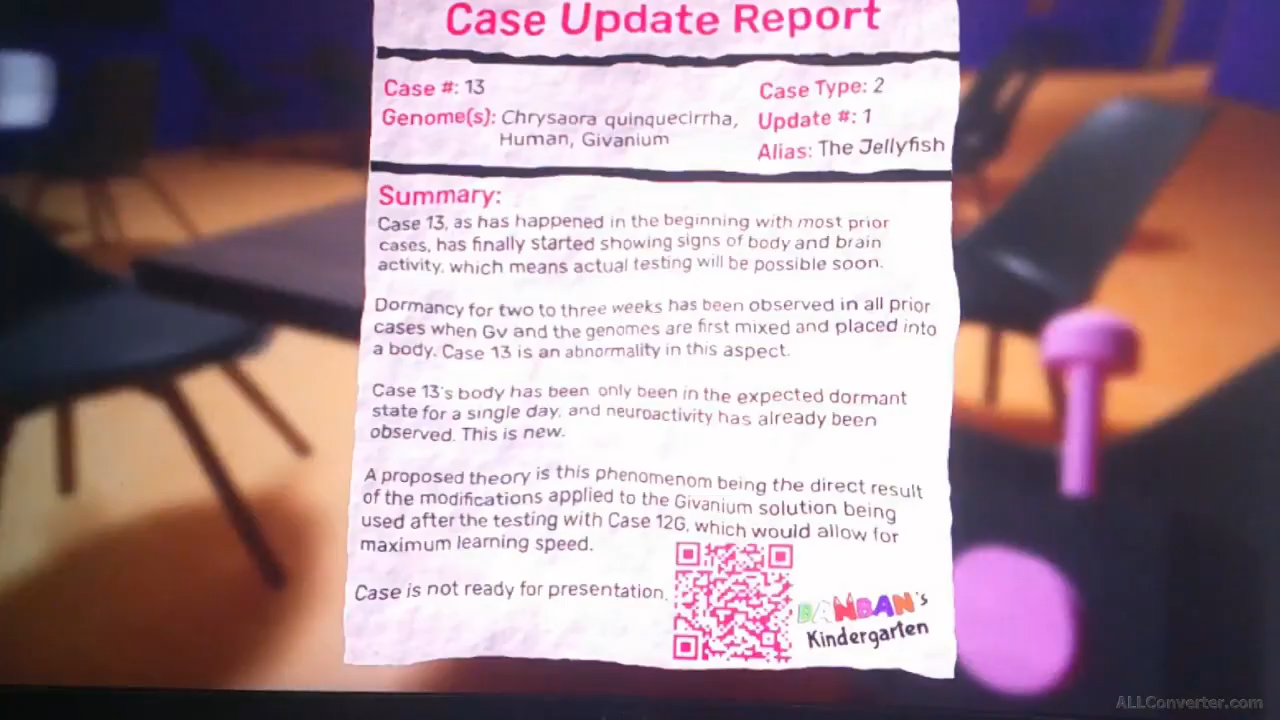 Case Update Report
Case #: 13
Genome(s): Chrysaora quinquecirrha,
Human, Givanium
Case Type: 2
Update #: 1
Alias: The Jellyfish
Summary:
Case 13, as has happened in the beginning with most prior
cases, has finally started showing signs of body and brain
activity, which means actual testing will be possible soon.
Dormancy for two to three weeks has been observed in all prior
cases when Gv and the genomes are first mixed and placed into
a body. Case 13 is an abnormality in this aspect.
Case 13's body has been only been in the expected dormant
state for a single day, and neuroactivity has already been
observed. This is new.
A proposed theory is this phenomenom being the direct result
of the modifications applied to the Givanium solution being
used after the testing with Case 12G, which would allow for
maximum learning speed.
Case is not ready for presentation.
BANBAN's
Kindergarten
ALLConverter.com